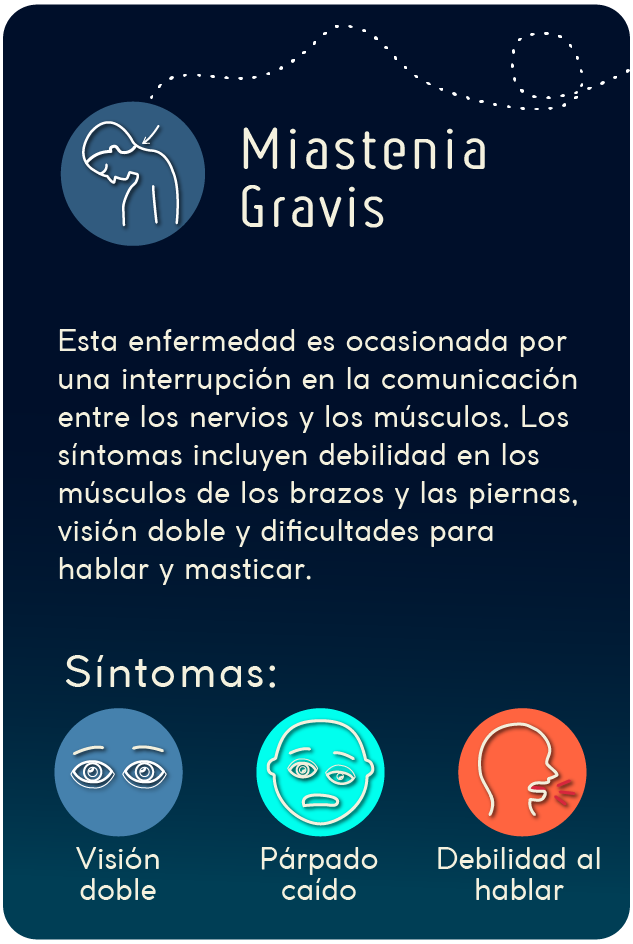 Miastenia
Gravis
Esta enfermedad es ocasionada por
una interrupción en la comunicación
entre los nervios y los músculos. Los
síntomas incluyen debilidad en los
músculos de los brazos y las piernas,
visión doble y dificultades para
hablar y masticar.
Síntomas:
Visión
doble
Párpado
caído
Debilidad al
hablar